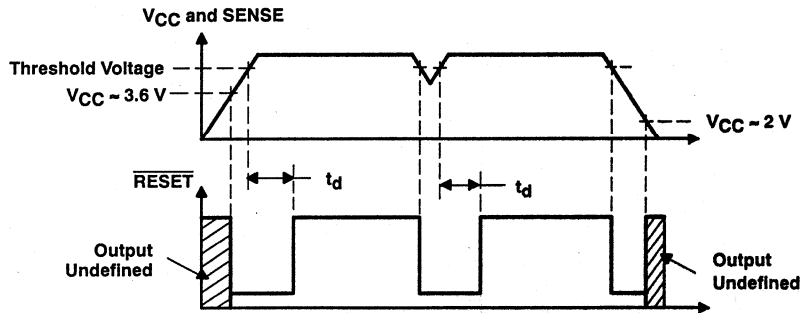 VCC and SENSE
Threshold Voltage
VCC ~ 3.6 V
VCC ~ 2 V
RESET
td
td
Output
Undefined
Output
Undefined